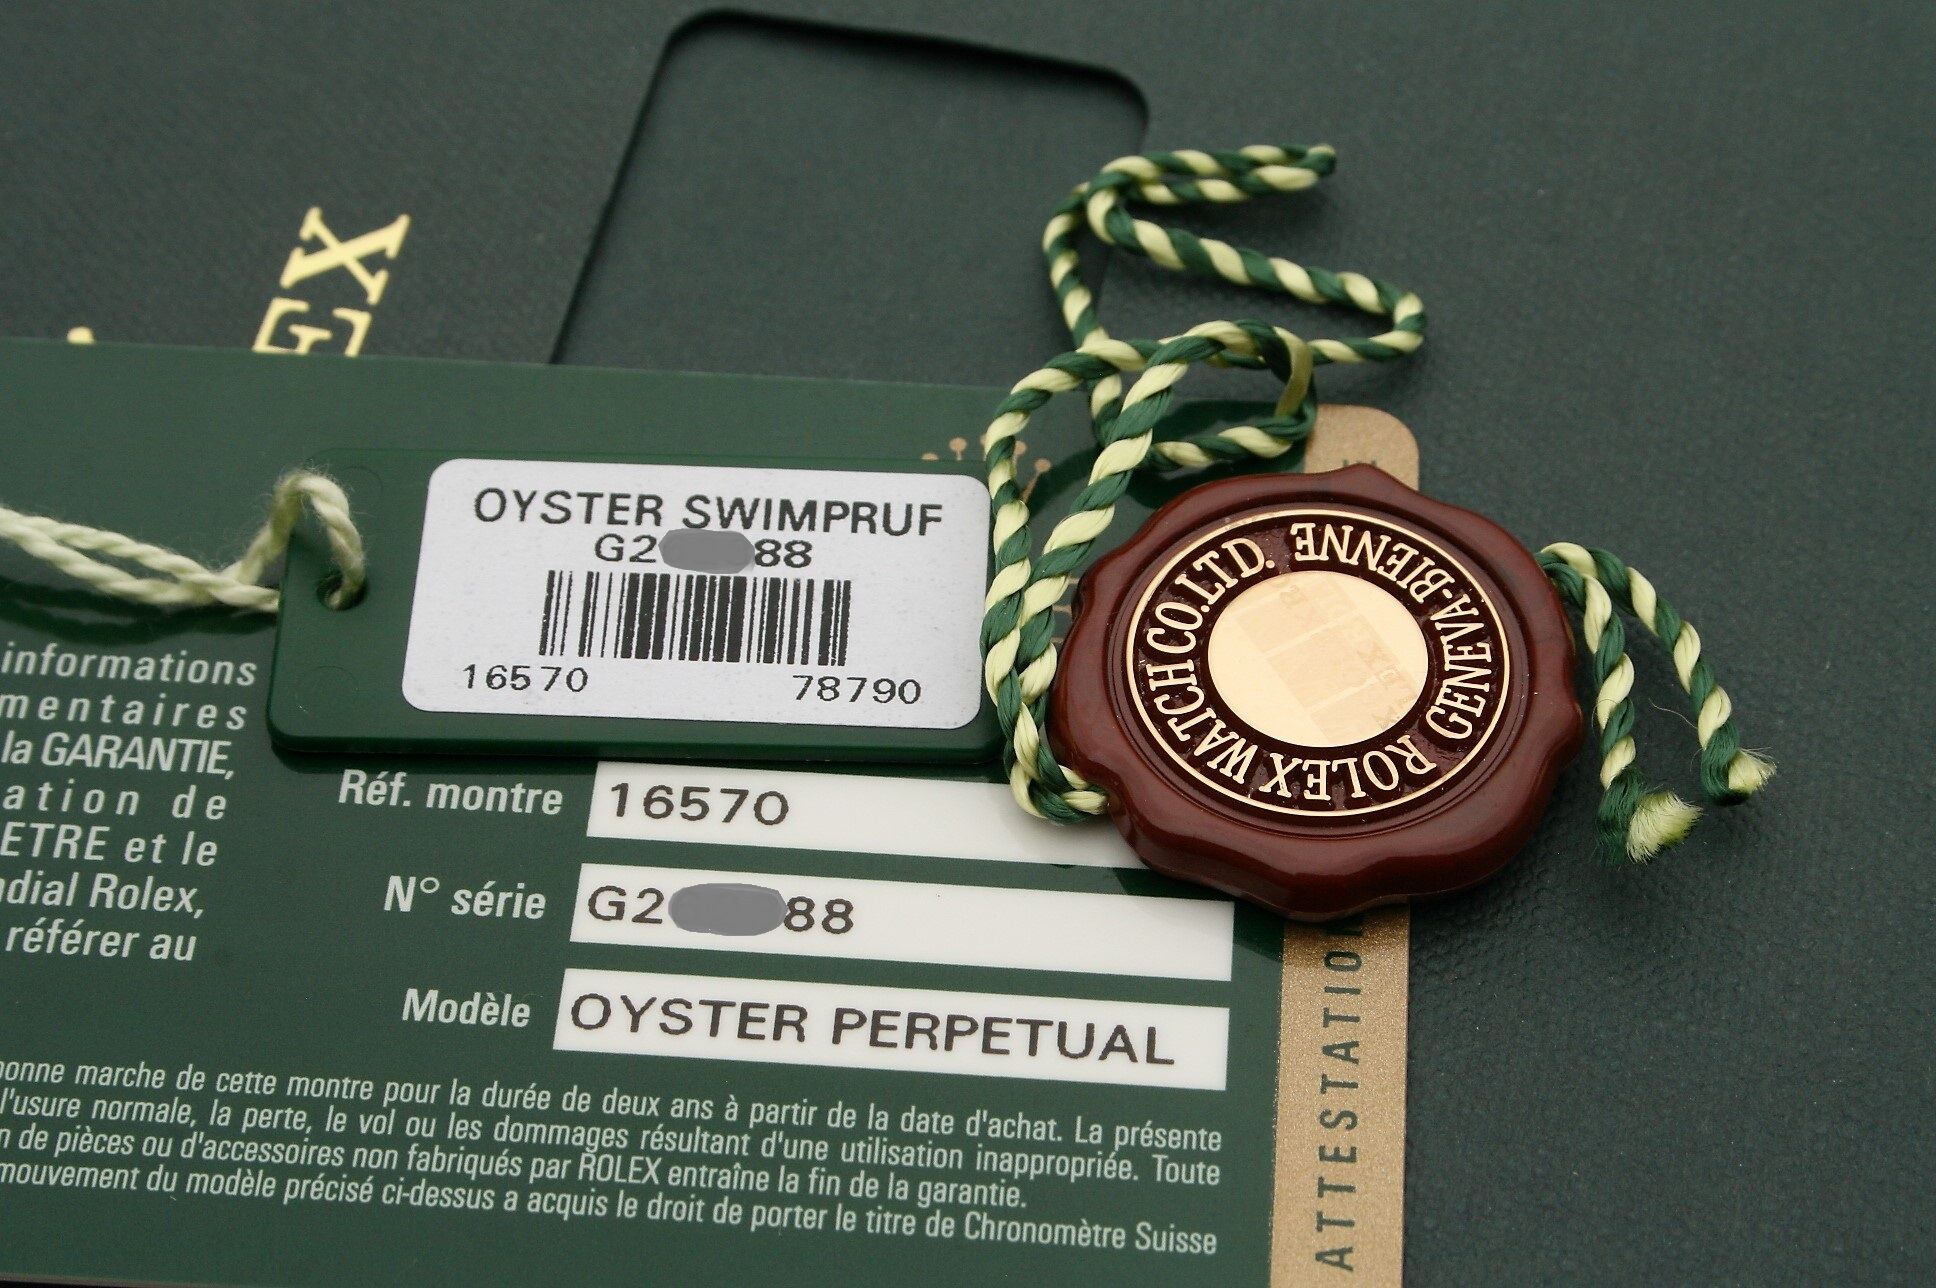 EX
OYSTER SWIMPRUF
G2 88
16570 78790
ROLEX WATCH CO. LTD. GENEVA-BIENNE
informations
mentaires
la GARANTIE,
ation de
ETRE et le
ndial Rolex,
référer au
Réf. montre 16570
N° série G2 88
Modèle OYSTER PERPETUAL
bonne marche de cette montre pour la durée de deux ans à partir de la date d'achat. La présente
l'usure normale, la perte, le vol ou les dommages résultant d'une utilisation inappropriée. Toute
n de pièces ou d'accessoires non fabriqués par ROLEX entraîne la fin de la garantie.
mouvement du modèle précisé ci-dessus a acquis le droit de porter le titre de Chronomètre Suisse
ATTESTATION